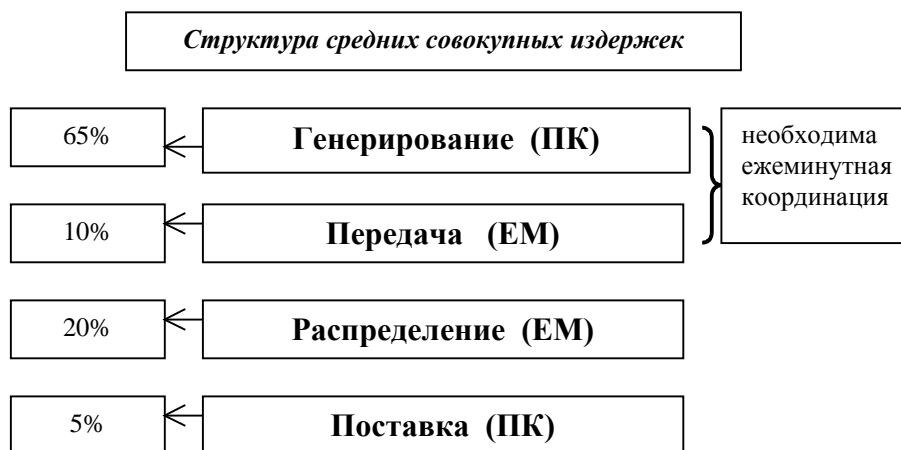 Структура средних совокупных издержек
65%
Генерирование (ПК)
необходима
ежеминутная
координация
10%
Передача (ЕМ)
20%
Распределение (ЕМ)
5%
Поставка (ПК)